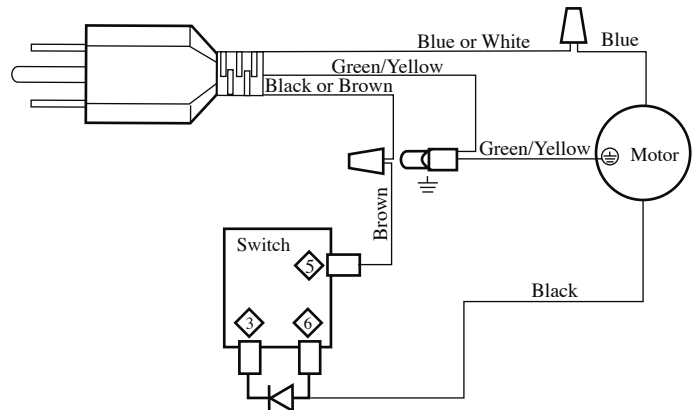 Blue or White
Blue
Green/Yellow
Black or Brown
Green/Yellow
Motor
Brown
Switch
5
3
6
Black